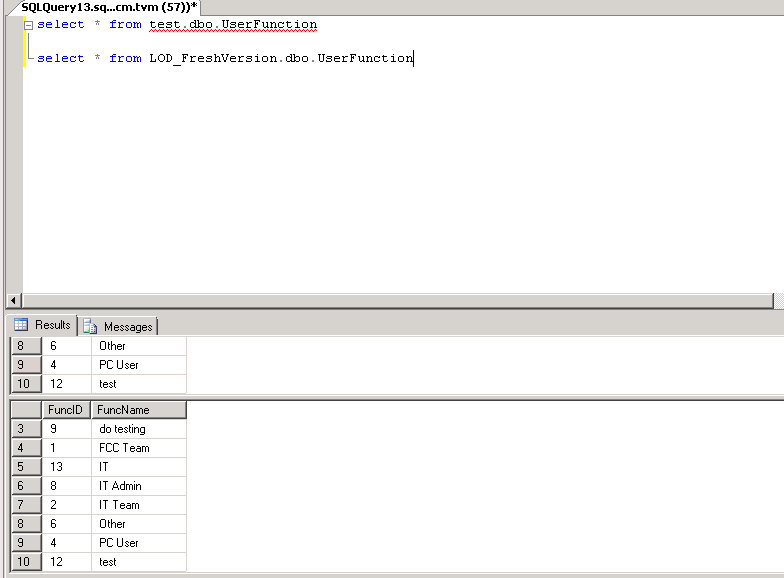 SQLQuery13.sq...cm.tvm (57))*
select * from test.dbo.UserFunction
select * from LOD_FreshVersion.dbo.UserFunction
Results Messages
8 6 Other
9 4 PC User
10 12 test
FuncID FuncName
3 9 do testing
4 1 FCC Team
5 13 IT
6 8 IT Admin
7 2 IT Team
8 6 Other
9 4 PC User
10 12 test